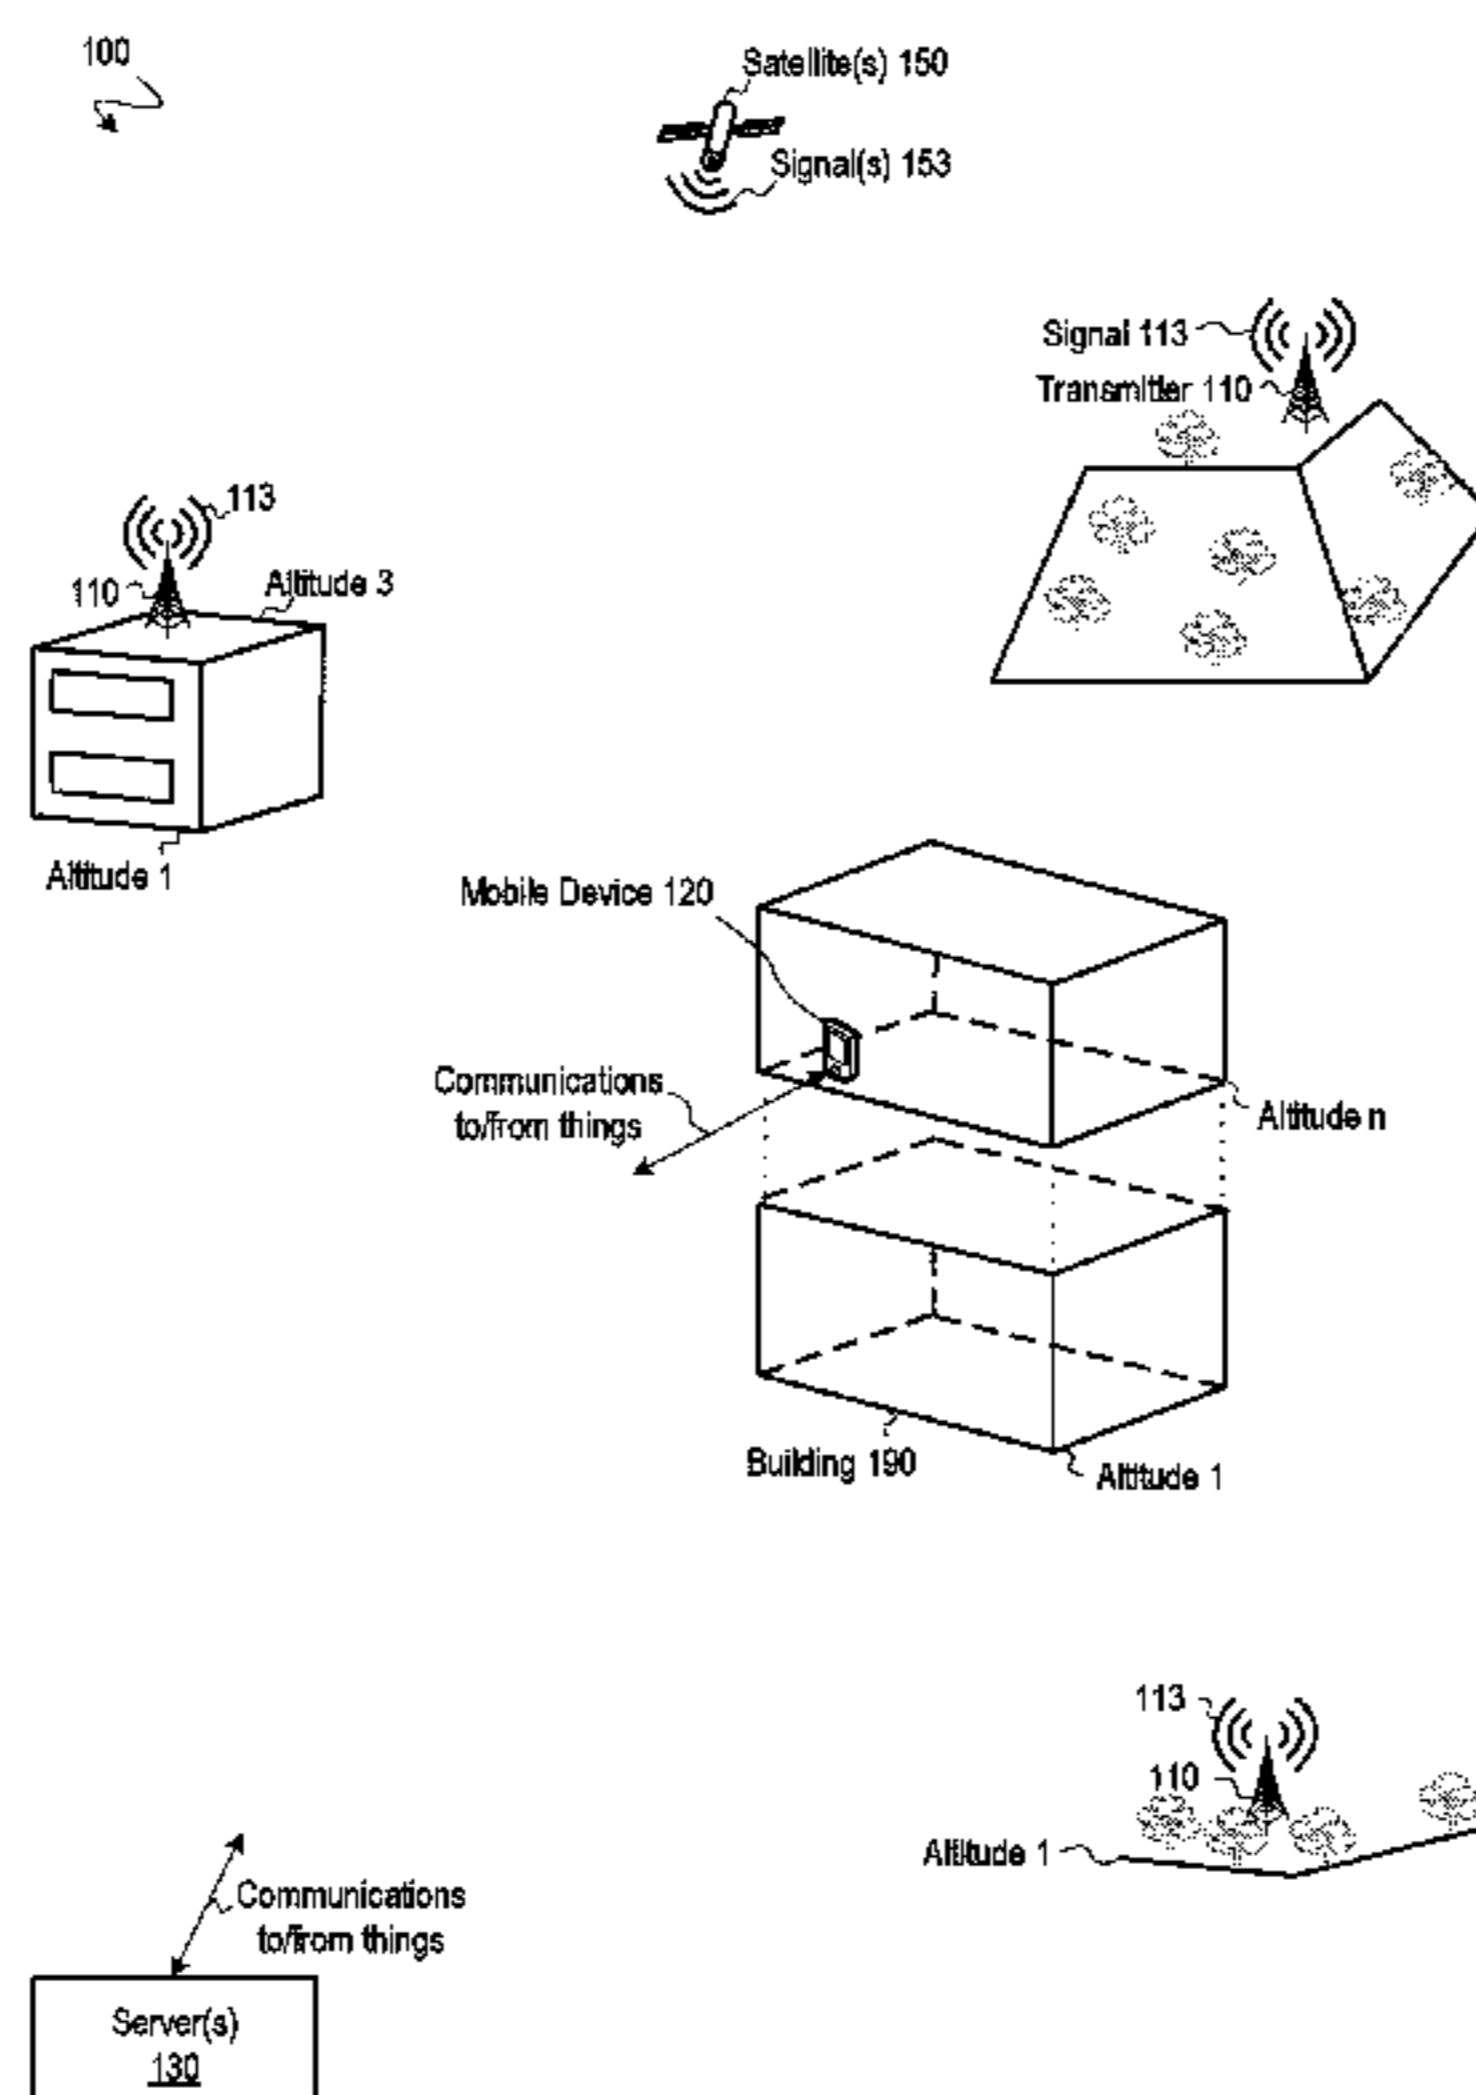 100
Satellite(s) 150
Signal(s) 153
Signal 113
Transmitter 110
113
110
Altitude 3
Altitude 1
Mobile Device 120
Communications
to/from things
Altitude n
Building 190
Altitude 1
113
110
Altitude 1
Communications
to/from things
Server(s)
130